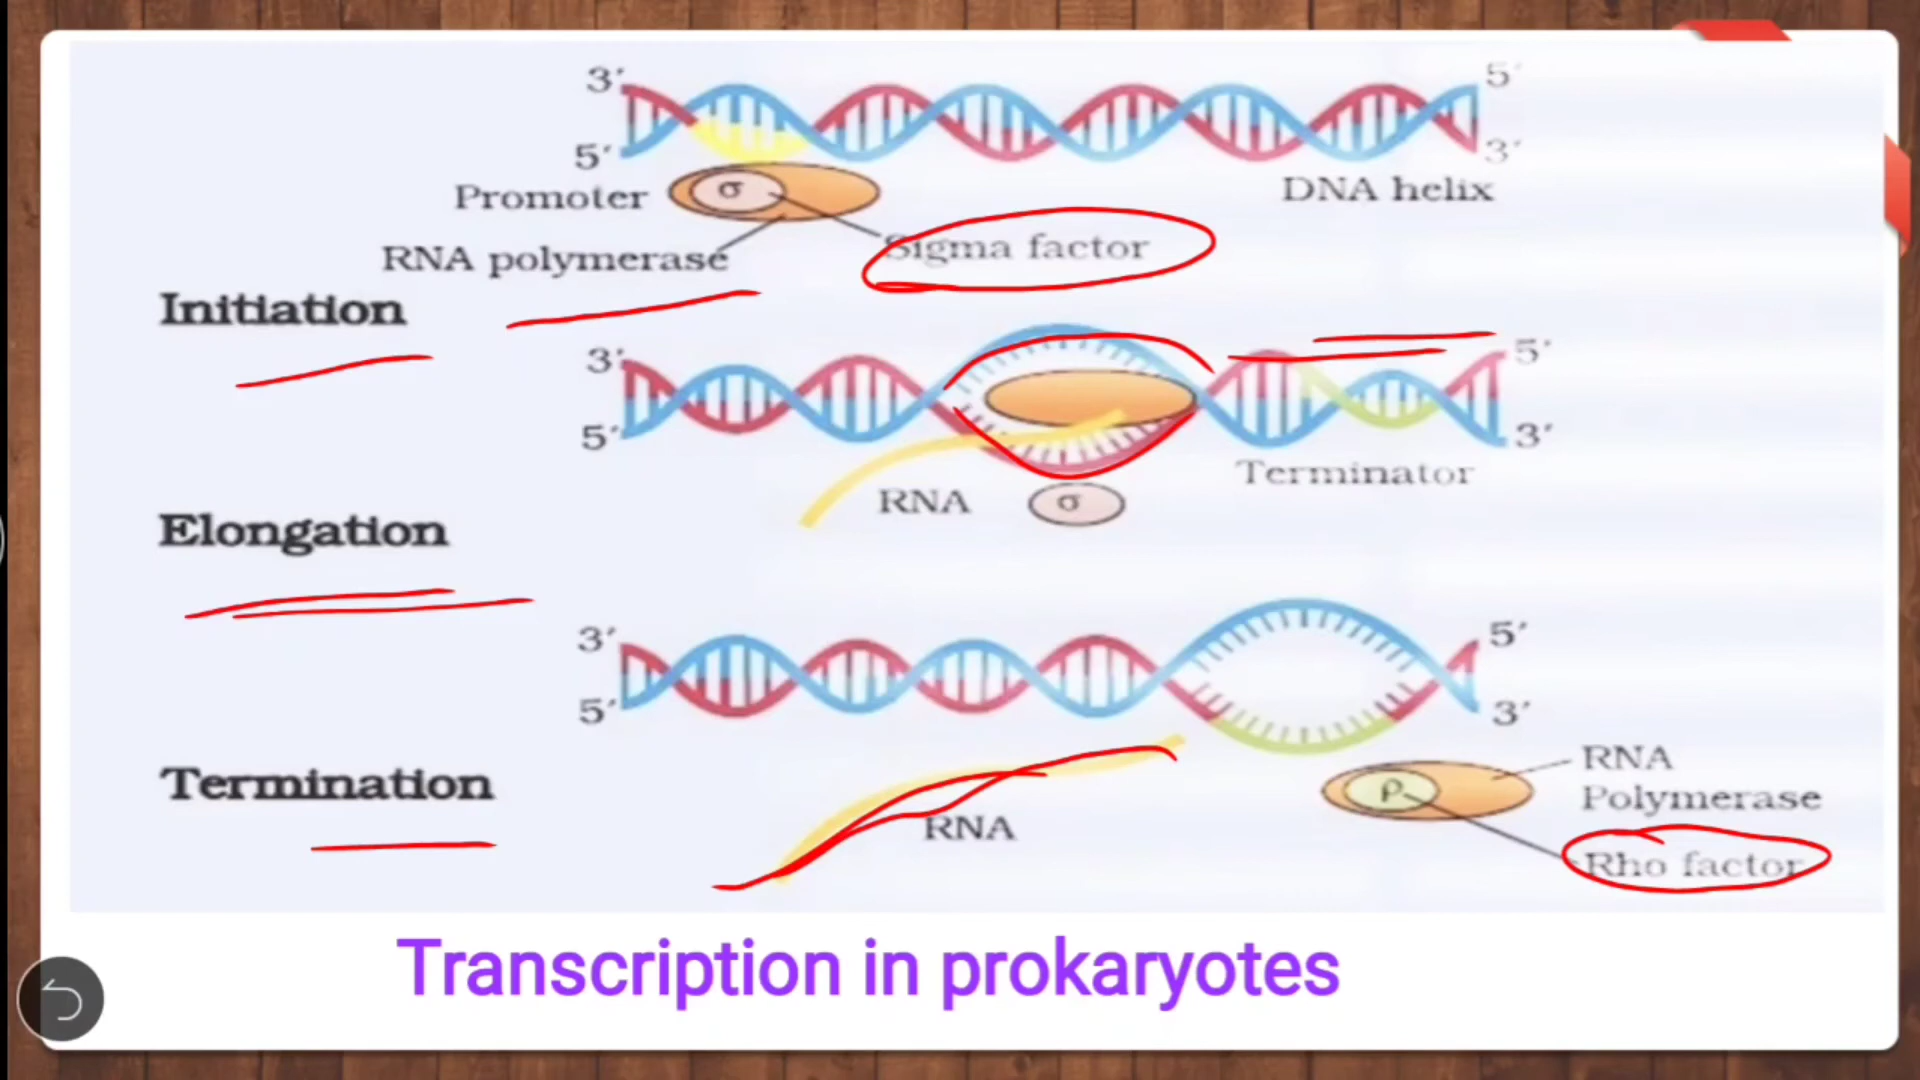 3′ 5′
5′ 3′
σ
Promoter
DNA helix
RNA polymerase
Sigma factor
Initiation
3′ 5′
5′ 3′
Terminator
RNA
σ
Elongation
3′ 5′
5′ 3′
RNA
Polymerase
Termination
ρ
RNA
Rho factor
Transcription in prokaryotes